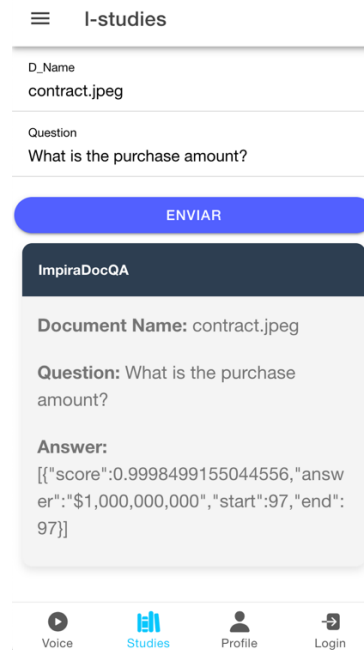 I-studies
D_Name
contract.jpeg
Question
What is the purchase amount?
ENVIAR
ImpiraDocQA
Document Name: contract.jpeg
Question: What is the purchase
amount?
Answer:
[{"score":0.9998499155044556,"answ
er":"$1,000,000,000","start":97,"end":
97}]
Voice
Studies
Profile
Login